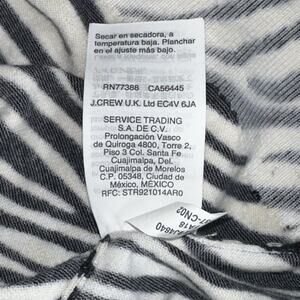 Secar en secadora, a
temperatura baja. Planchar
en el ajuste más bajo.
RN77388 CA56445
J.CREW U.K. Ltd EC4V 6JA
SERVICE TRADING
S.A. DE C.V.
Prolongación Vasco
de Quiroga 4800, Torre 2,
Piso 3 Col. Santa Fe
Cuajimalpa, Del.
Cuajimalpa de Morelos
C.P. 05348, Ciudad de
México, MÉXICO
RFC: STR921014AR0